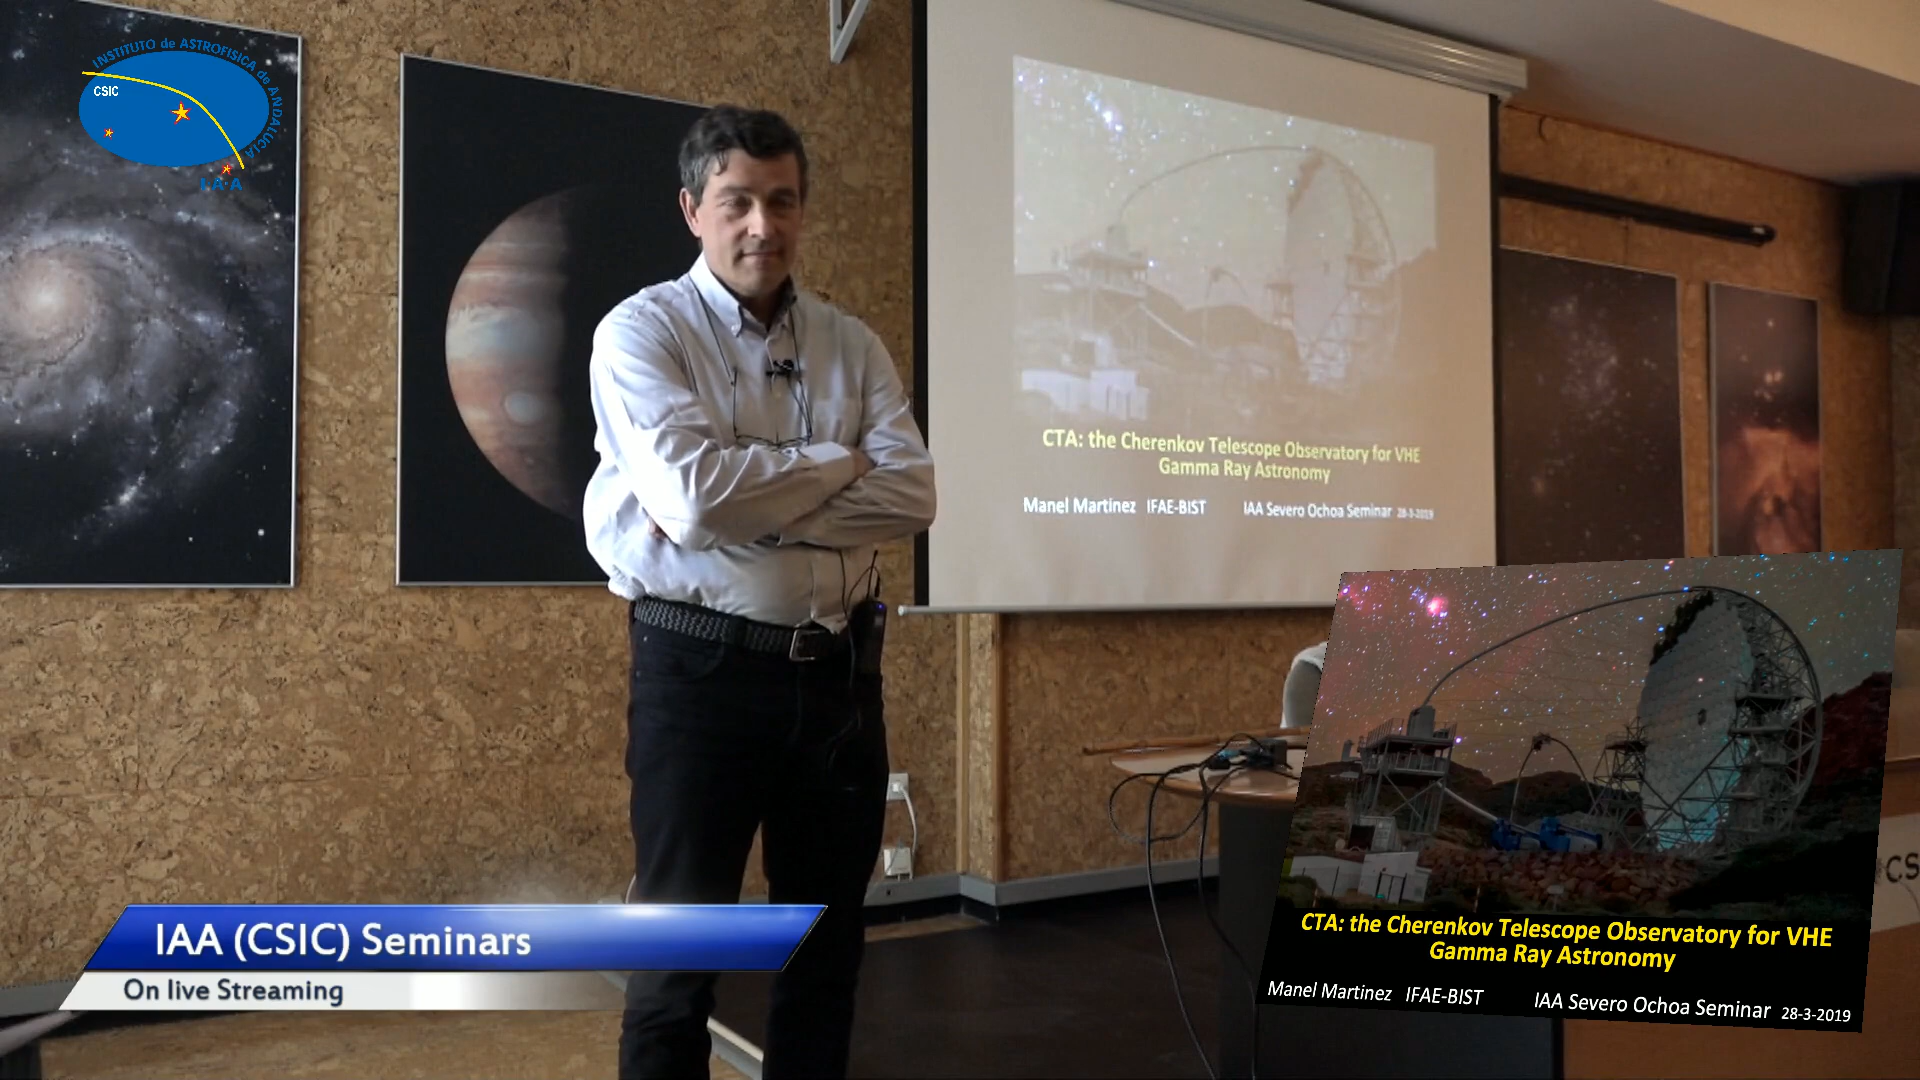 INSTITUTO de ASTROFISICA de ANDALUCIA
CSIC
I·A·A
CTA: the Cherenkov Telescope Observatory for VHE
Gamma Ray Astronomy
Manel Martinez IFAE-BIST IAA Severo Ochoa Seminar 28-3-2019
CTA: the Cherenkov Telescope Observatory for VHE
Gamma Ray Astronomy
Manel Martinez IFAE-BIST IAA Severo Ochoa Seminar 28-3-2019
IAA (CSIC) Seminars
On live Streaming